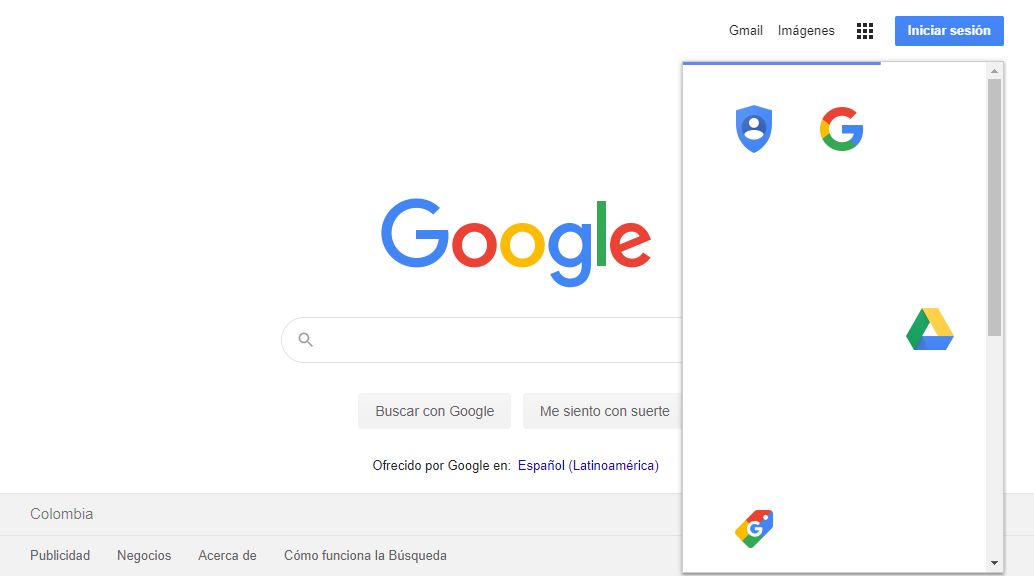 Gmail Imágenes Iniciar sesión
Google
Buscar con Google Me siento con suerte
Ofrecido por Google en: Español (Latinoamérica)
Colombia
Publicidad Negocios Acerca de Cómo funciona la Búsqueda
G
G